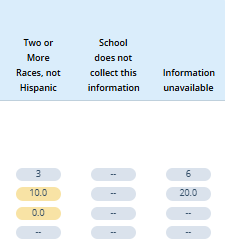 Two or School
More does not
Races, not collect this Information
Hispanic information unavailable
3 -- 6
10.0 -- 20.0
0.0 -- --
-- -- --